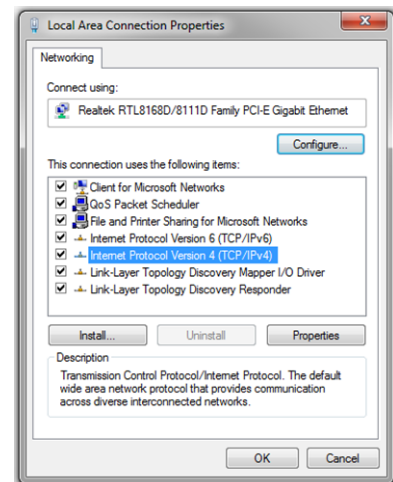 Local Area Connection Properties
Networking
Connect using:
Realtek RTL8168D/8111D Family PCI-E Gigabit Ethernet
Configure...
This connection uses the following items:
Client for Microsoft Networks
QoS Packet Scheduler
File and Printer Sharing for Microsoft Networks
Internet Protocol Version 6 (TCP/IPv6)
Internet Protocol Version 4 (TCP/IPv4)
Link-Layer Topology Discovery Mapper I/O Driver
Link-Layer Topology Discovery Responder
Install... Uninstall Properties
Description
Transmission Control Protocol/Internet Protocol. The default
wide area network protocol that provides communication
across diverse interconnected networks.
OK Cancel